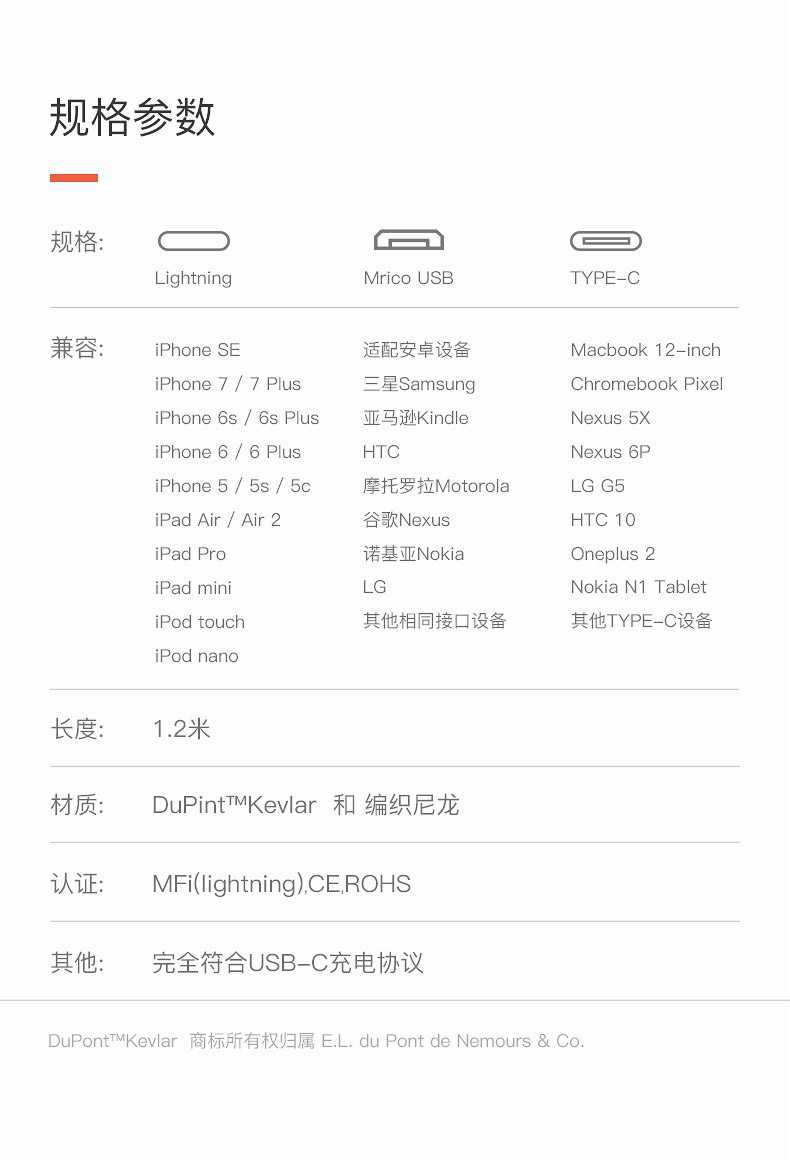 规格参数
规格:
Lightning
Mrico USB
TYPE-C
兼容:
iPhone SE
iPhone 7 / 7 Plus
iPhone 6s / 6s Plus
iPhone 6 / 6 Plus
iPhone 5 / 5s / 5c
iPad Air / Air 2
iPad Pro
iPad mini
iPod touch
iPod nano
适配安卓设备
三星Samsung
亚马逊Kindle
HTC
摩托罗拉Motorola
谷歌Nexus
诺基亚Nokia
LG
其他相同接口设备
Macbook 12-inch
Chromebook Pixel
Nexus 5X
Nexus 6P
LG G5
HTC 10
Oneplus 2
Nokia N1 Tablet
其他TYPE-C设备
长度: 1.2米
材质: DuPint™Kevlar 和 编织尼龙
认证: MFi(lightning),CE,ROHS
其他: 完全符合USB-C充电协议
DuPont™Kevlar 商标所有权归属 E.L. du Pont de Nemours & Co.